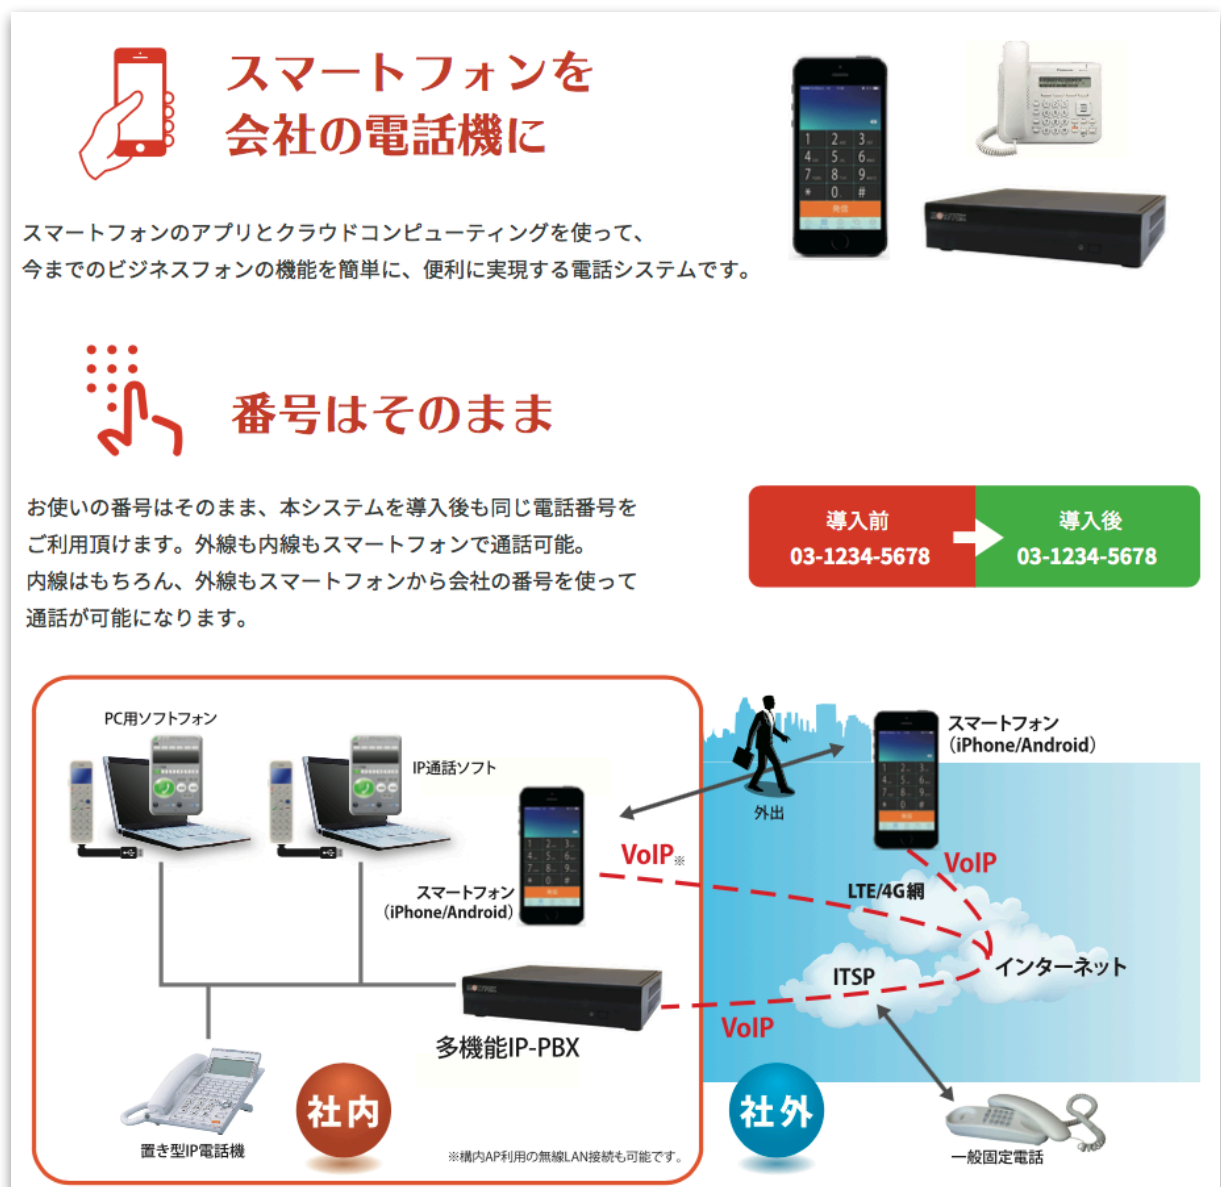 スマートフォンを
会社の電話機に
スマートフォンのアプリとクラウドコンピューティングを使って、
今までのビジネスフォンの機能を簡単に、便利に実現する電話システムです。
番号はそのまま
お使いの番号はそのまま、本システムを導入後も同じ電話番号を
ご利用頂けます。外線も内線もスマートフォンで通話可能。
内線はもちろん、外線もスマートフォンから会社の番号を使って
通話が可能になります。
導入前
03-1234-5678
導入後
03-1234-5678
PC用ソフトフォン
IP通話ソフト
スマートフォン
(iPhone/Android)
VoIP※
外出
スマートフォン
(iPhone/Android)
VoIP
LTE/4G網
インターネット
ITSP
VoIP
多機能IP-PBX
置き型IP電話機
社内
※構内AP利用の無線LAN接続も可能です。
社外
一般固定電話